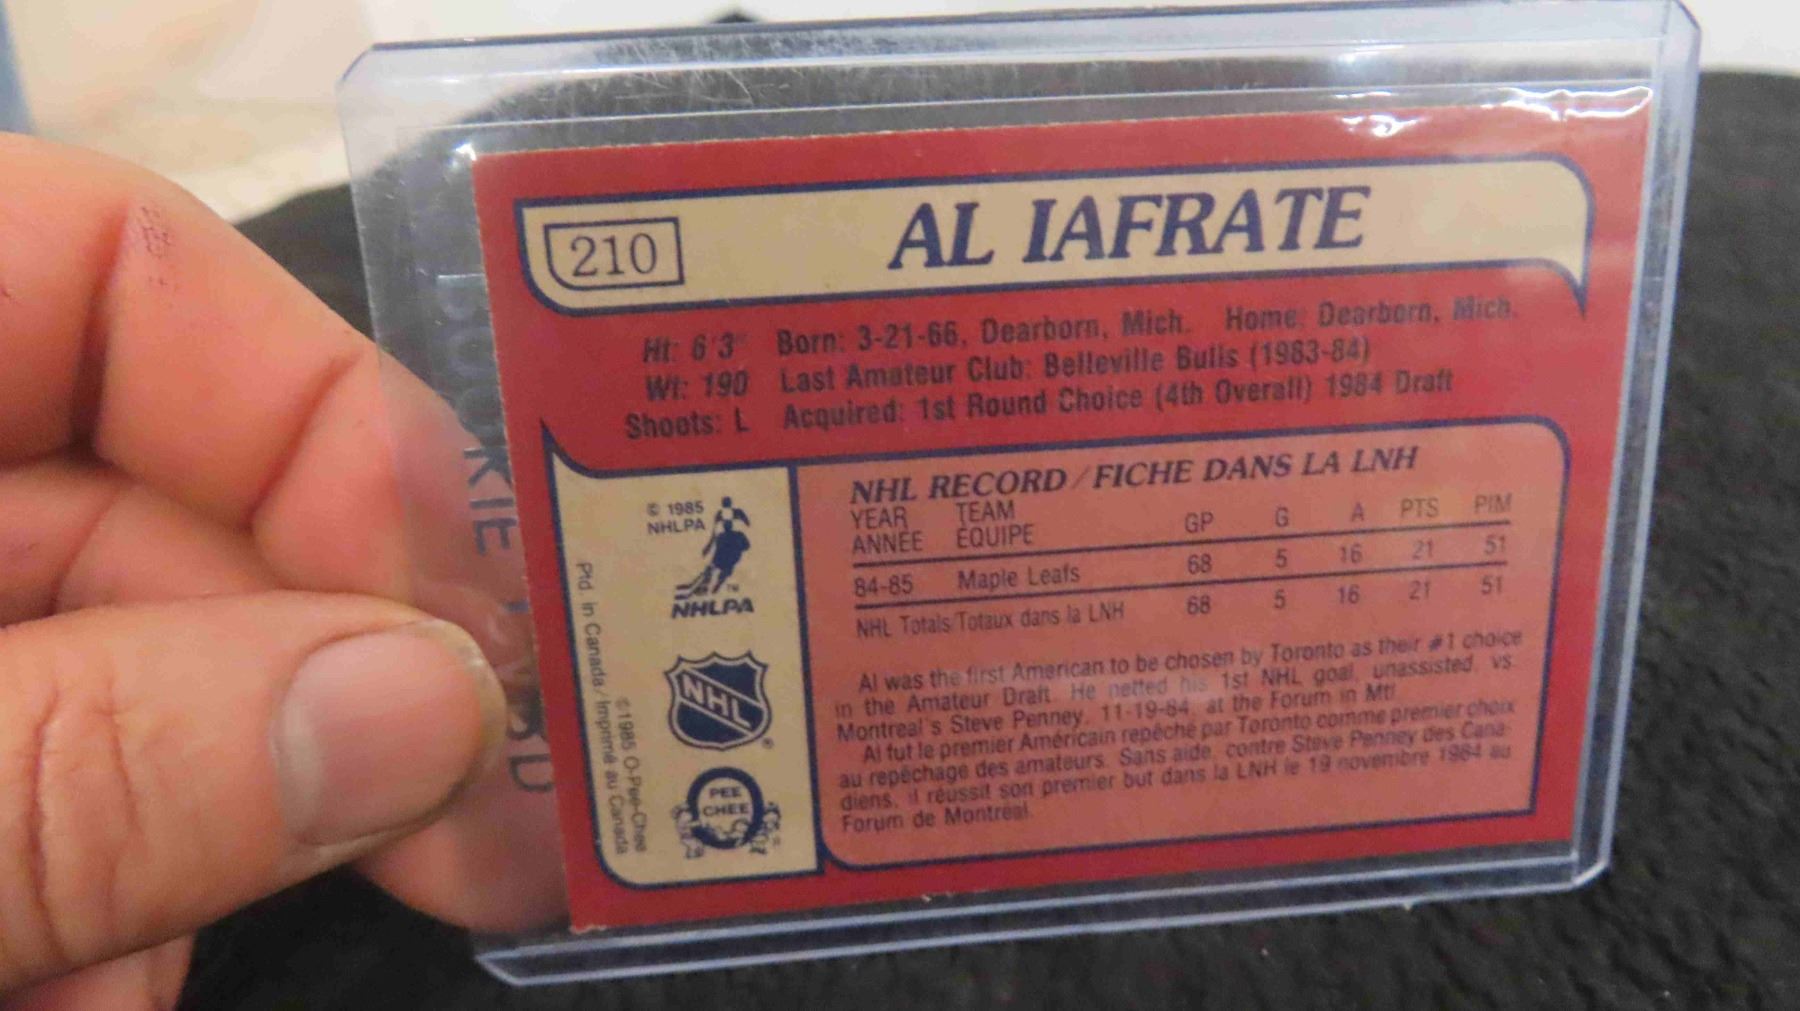 210
AL IAFRATE
Ht: 6'3" Born: 3-21-66, Dearborn, Mich. Home: Dearborn, Mich.
Wt: 190 Last Amateur Club: Belleville Bulls (1983-84)
Shoots: L Acquired: 1st Round Choice (4th Overall) 1984 Draft
© 1985
NHLPA
TM
NHLPA
NHL
®
PEE
CHEE
©1985 O-Pee-Chee
Ptd. in Canada/Imprimé au Canada
NHL RECORD/FICHE DANS LA LNH
YEAR TEAM
ANNÉE ÉQUIPE GP G A PTS PIM
84-85 Maple Leafs 68 5 16 21 51
NHL Totals/Totaux dans la LNH 68 5 16 21 51
Al was the first American to be chosen by Toronto as their #1 choice
in the Amateur Draft. He netted his 1st NHL goal, unassisted, vs.
Montreal's Steve Penney, 11-19-84, at the Forum in Mtl.
Al fut le premier Américain repêché par Toronto comme premier choix
au repêchage des amateurs. Sans aide, contre Steve Penney des Cana-
diens, il réussit son premier but dans la LNH le 19 novembre 1984 au
Forum de Montréal.